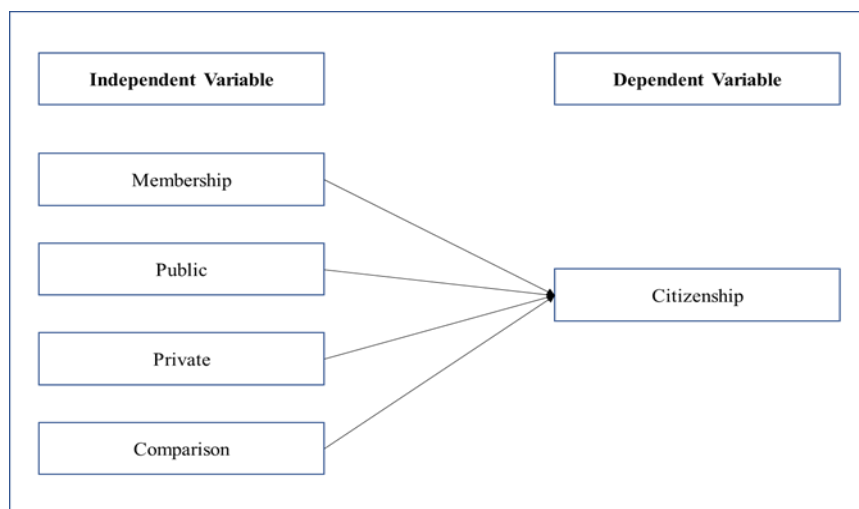 Independent Variable
Dependent Variable
Membership
Public
Citizenship
Private
Comparison